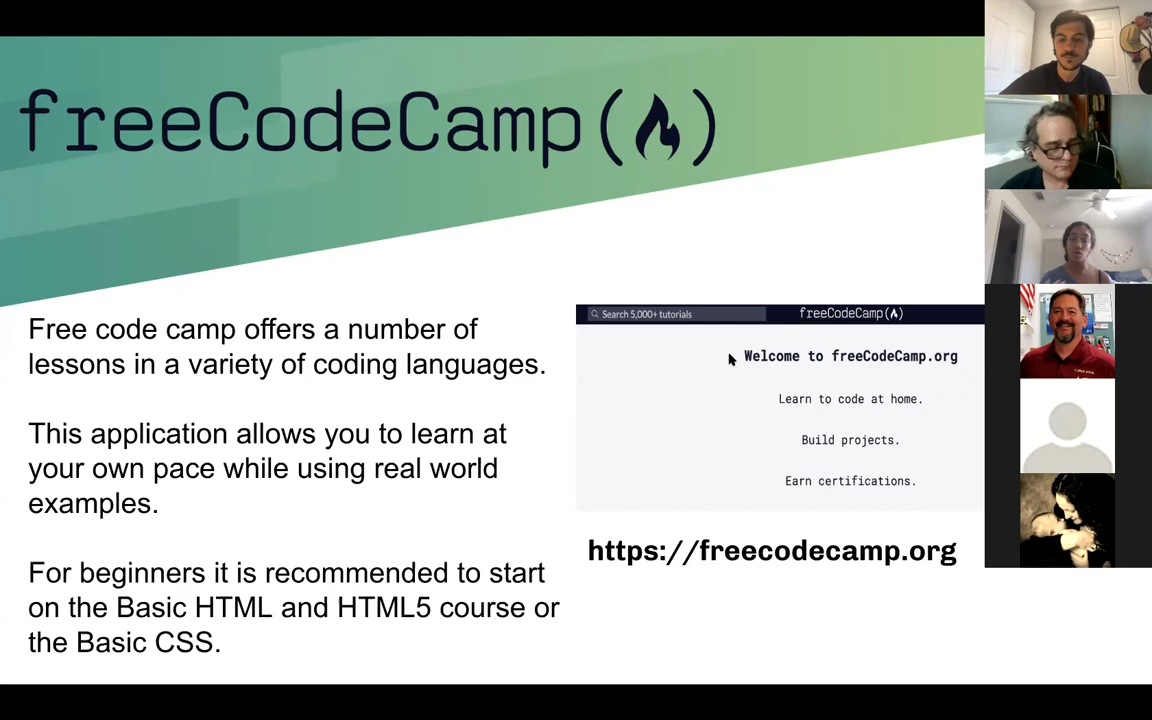 freeCodeCamp(🔥)
Free code camp offers a number of
lessons in a variety of coding languages.
This application allows you to learn at
your own pace while using real world
examples.
For beginners it is recommended to start
on the Basic HTML and HTML5 course or
the Basic CSS.
Search 5,000+ tutorials
freeCodeCamp(🔥)
Welcome to freeCodeCamp.org
Learn to code at home.
Build projects.
Earn certifications.
https://freecodecamp.org